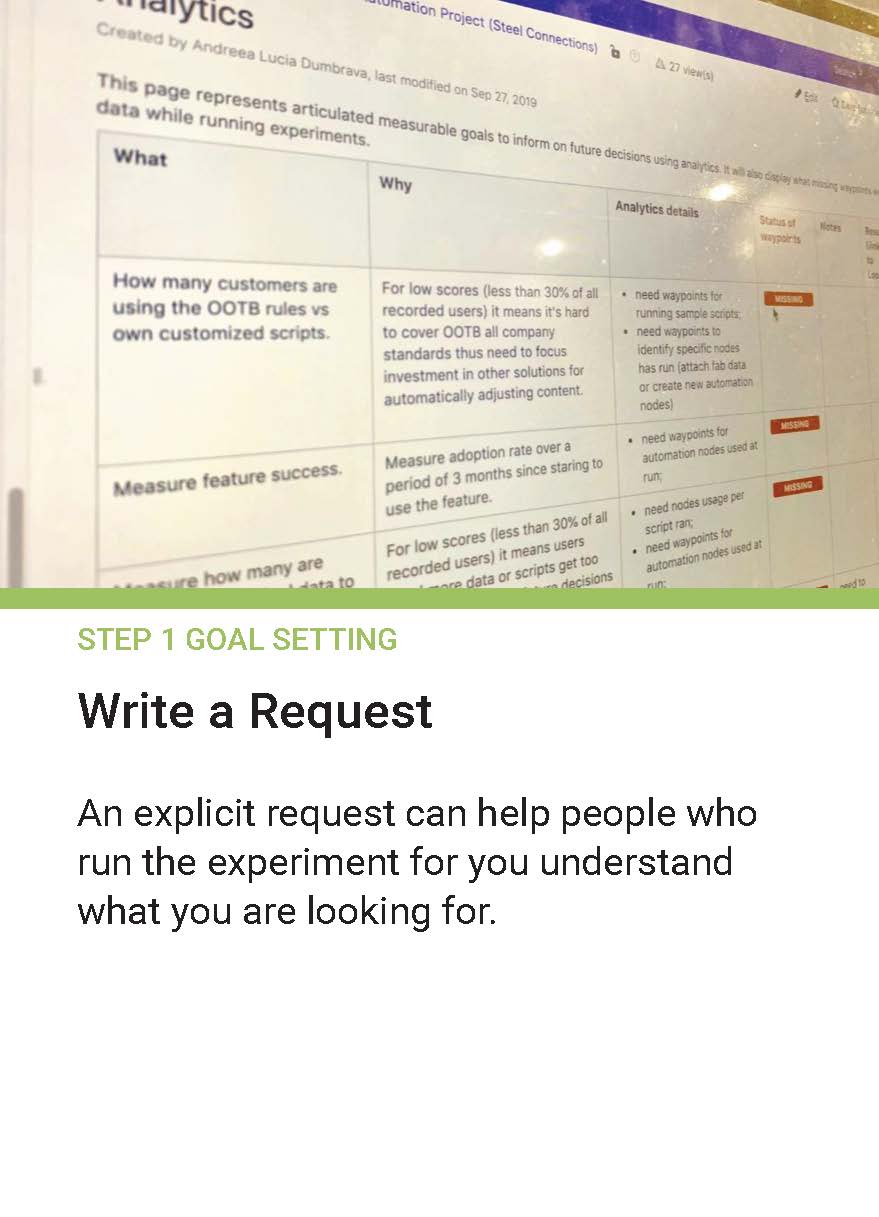 Analytics
Automation Project (Steel Connections)
27 view(s)
Search
Edit
Created by Andreea Lucia Dumbrava, last modified on Sep 27, 2019
This page represents articulated measurable goals to inform on future decisions using analytics. It will also display what missing waypoints
data while running experiments.
What
Why
Analytics details
Status of
waypoints
Notes
How many customers are
using the OOTB rules vs
own customized scripts.
For low scores (less than 30% of all
recorded users) it means it's hard
to cover OOTB all company
standards thus need to focus
investment in other solutions for
automatically adjusting content.
• need waypoints for
running sample scripts;
• need waypoints to
identify specific nodes
has run (attach fab data
or create new automation
nodes)
MISSING
Measure feature success.
Measure adoption rate over a
period of 3 months since staring to
use the feature.
• need waypoints for
automation nodes used at
run;
MISSING
Measure how many are
data to
For low scores (less than 30% of all
recorded users) it means users
more data or scripts get too
decisions
• need nodes usage per
script ran;
• need waypoints for
automation nodes used at
run;
MISSING
need to
STEP 1 GOAL SETTING
Write a Request
An explicit request can help people who
run the experiment for you understand
what you are looking for.